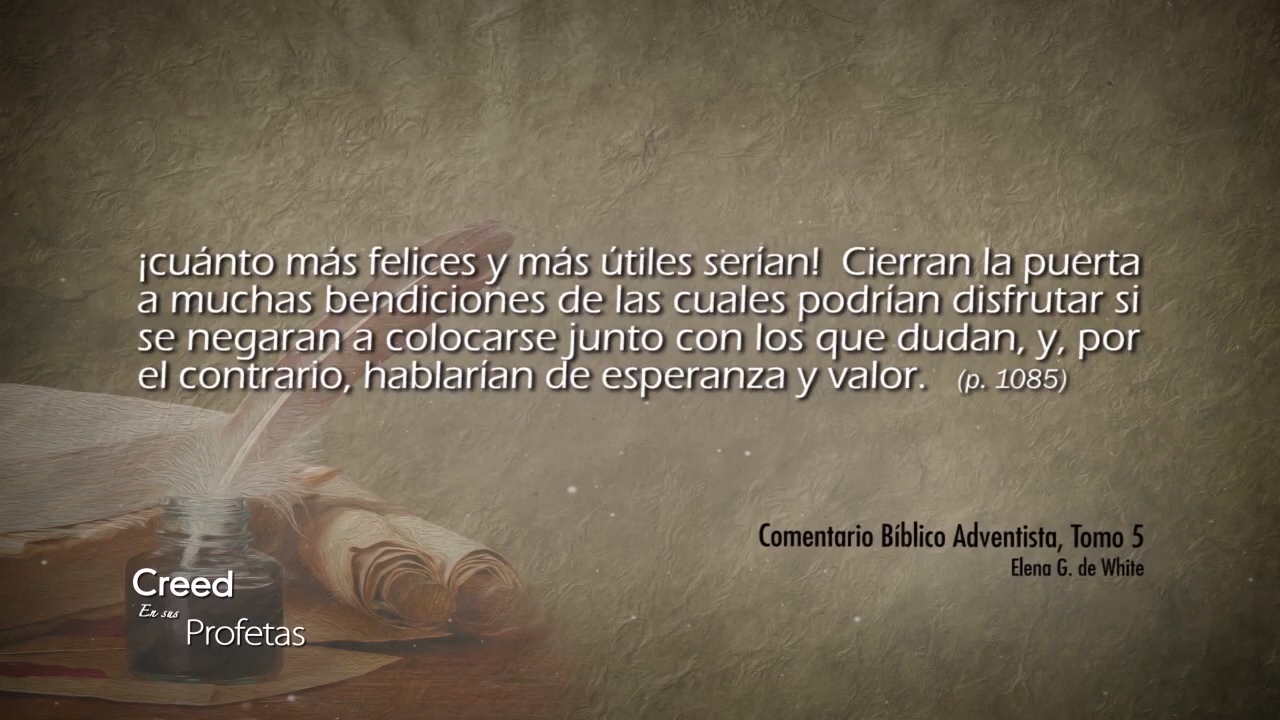 ¡cuánto más felices y más útiles serían! Cierran la puerta
a muchas bendiciones de las cuales podrían disfrutar si
se negaran a colocarse junto con los que dudan, y, por
el contrario, hablarían de esperanza y valor. (p. 1085)
Comentario Bíblico Adventista, Tomo 5
Elena G. de White
Creed
En sus
Profetas